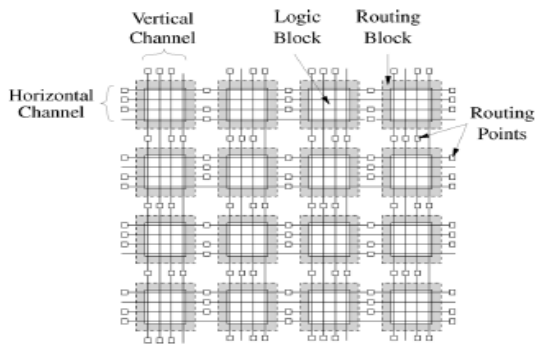 Vertical
Channel
Logic
Block
Routing
Block
Horizontal
Channel
Routing
Points